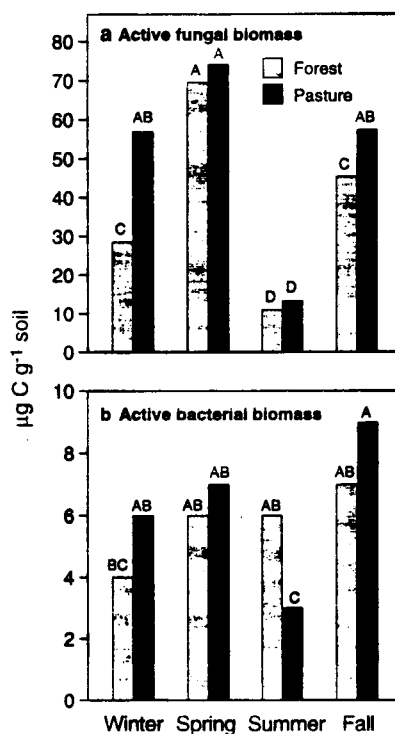 a Active fungal biomass
Forest
Pasture
80
70
60
50
40
30
20
10
0
C
AB
A
A
D
D
C
AB
µg C g⁻¹ soil
b Active bacterial biomass
10
8
6
4
2
0
BC
AB
AB
AB
AB
C
AB
A
Winter Spring Summer Fall